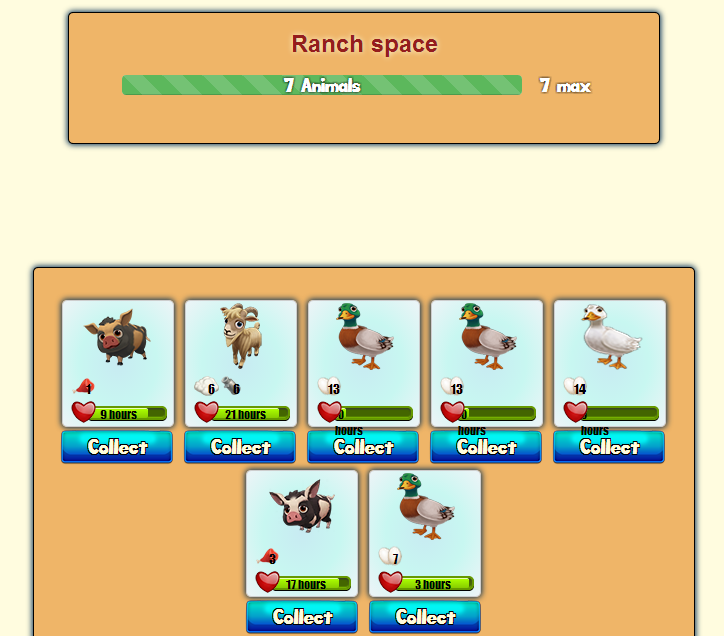 Ranch space
7 Animals 7 max
1 6 6 13 13 14
9 hours 21 hours 0 hours 0 hours hours
Collect Collect Collect Collect Collect
3 7
17 hours 3 hours
Collect Collect